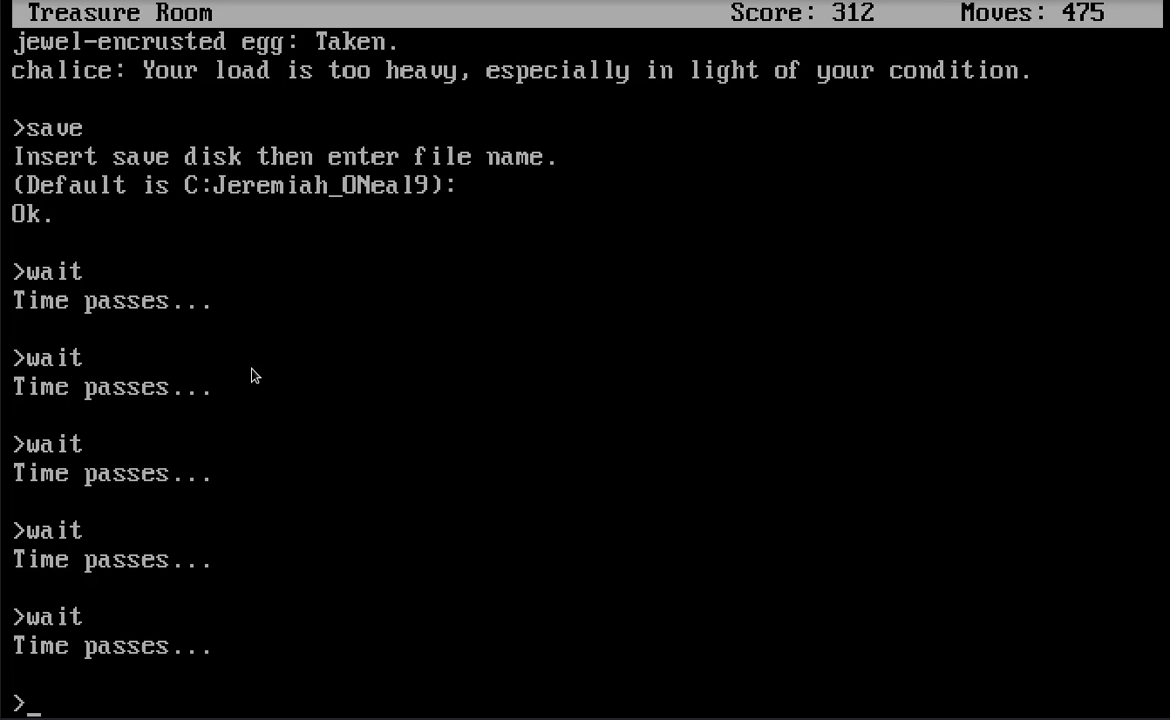 Treasure Room Score: 312 Moves: 475
jewel-encrusted egg: Taken.
chalice: Your load is too heavy, especially in light of your condition.
>save
Insert save disk then enter file name.
(Default is C:Jeremiah_ONeal9):
Ok.
>wait
Time passes...
>wait
Time passes...
>wait
Time passes...
>wait
Time passes...
>wait
Time passes...
>_